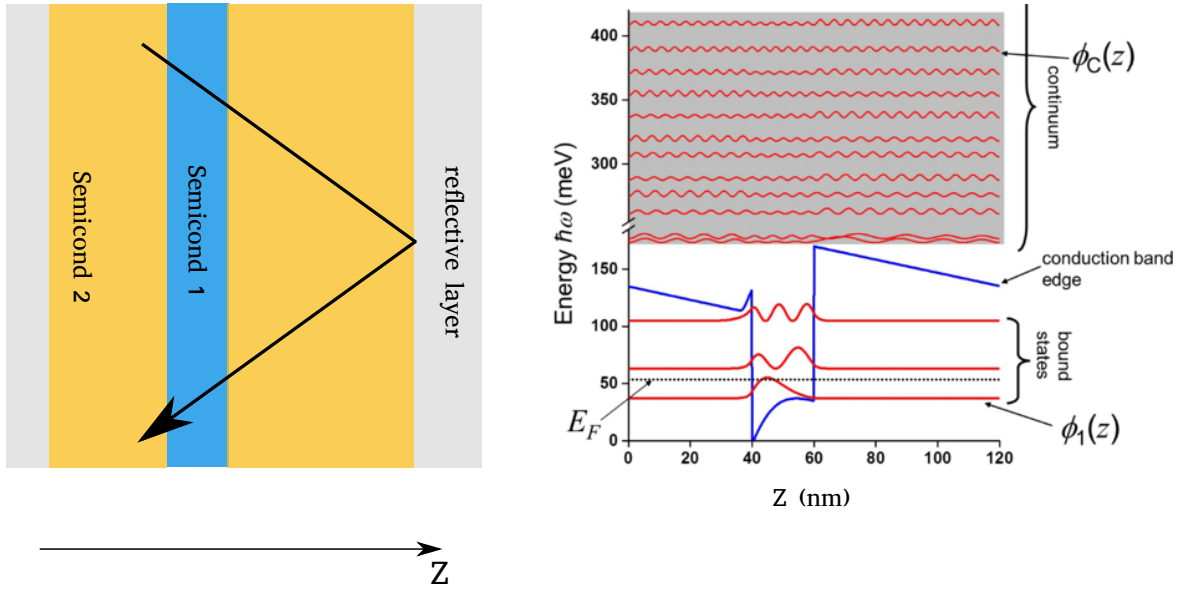 Semicond 2
Semicond 1
reflective layer
Z
Energy ħω (meV)
400
350
300
150
100
50
0
0 20 40 60 80 100 120
Z (nm)
ϕC(z)
continuum
conduction band
edge
bound
states
EF
ϕ1(z)